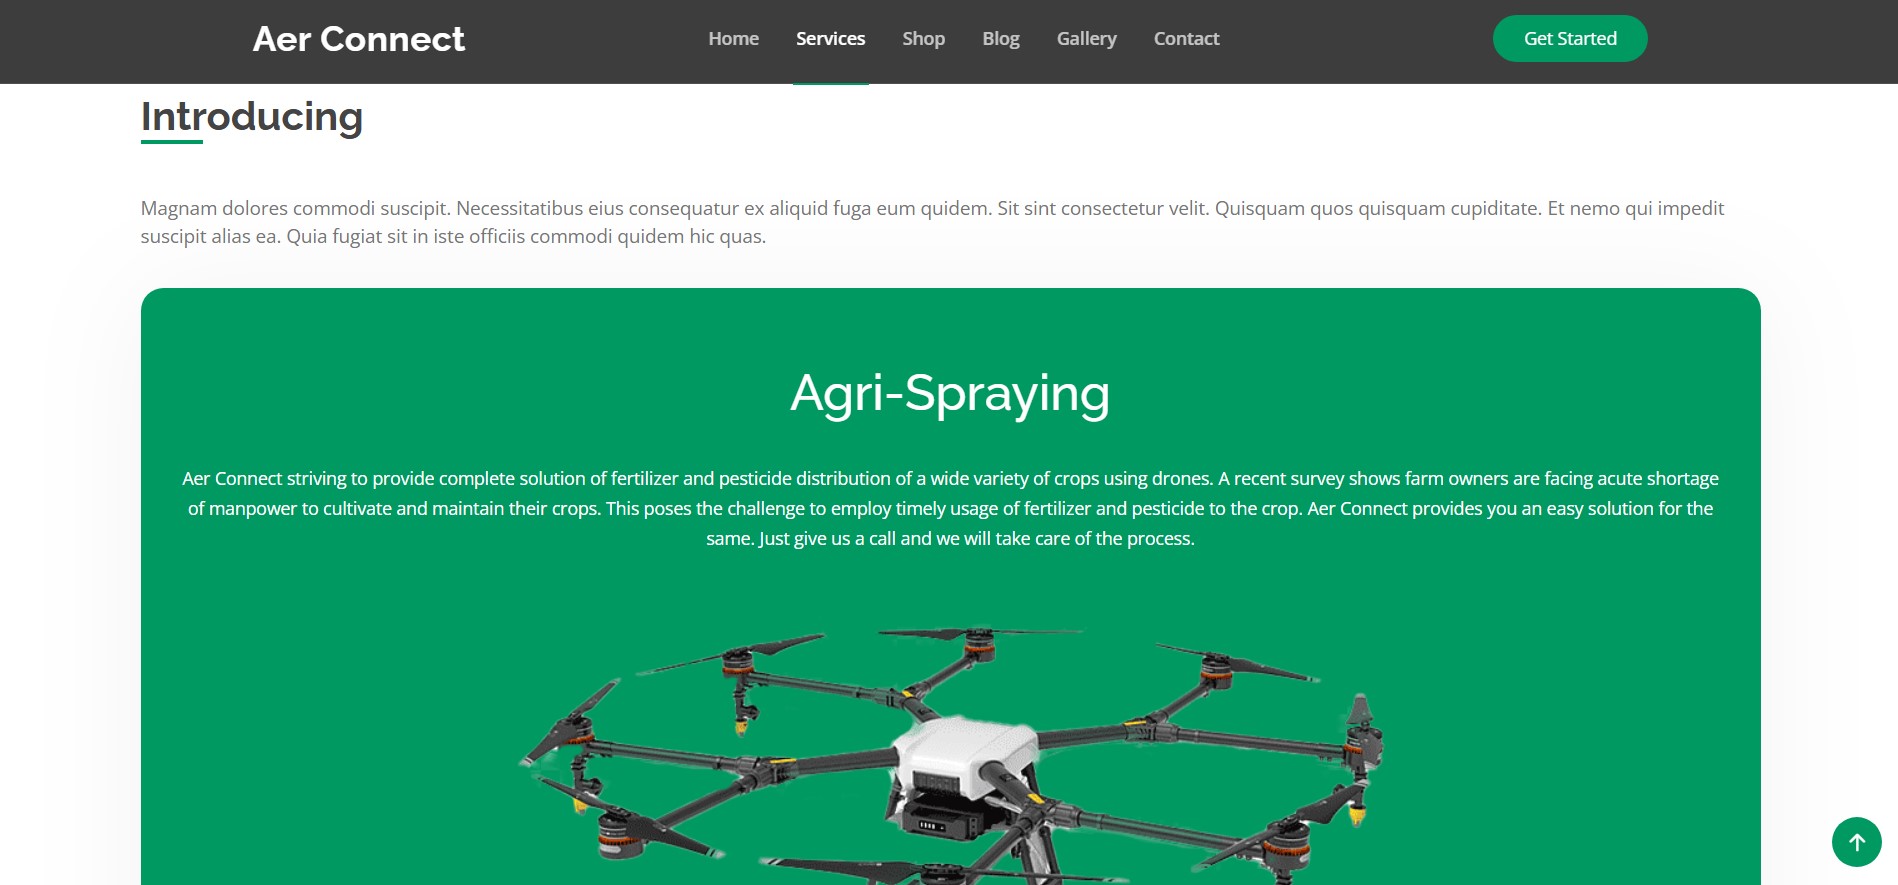 Aer Connect
Home Services Shop Blog Gallery Contact
Get Started
Introducing
Magnam dolores commodi suscipit. Necessitatibus eius consequatur ex aliquid fuga eum quidem. Sit sint consectetur velit. Quisquam quos quisquam cupiditate. Et nemo qui impedit
suscipit alias ea. Quia fugiat sit in iste officiis commodi quidem hic quas.
Agri-Spraying
Aer Connect striving to provide complete solution of fertilizer and pesticide distribution of a wide variety of crops using drones. A recent survey shows farm owners are facing acute shortage
of manpower to cultivate and maintain their crops. This poses the challenge to employ timely usage of fertilizer and pesticide to the crop. Aer Connect provides you an easy solution for the
same. Just give us a call and we will take care of the process.